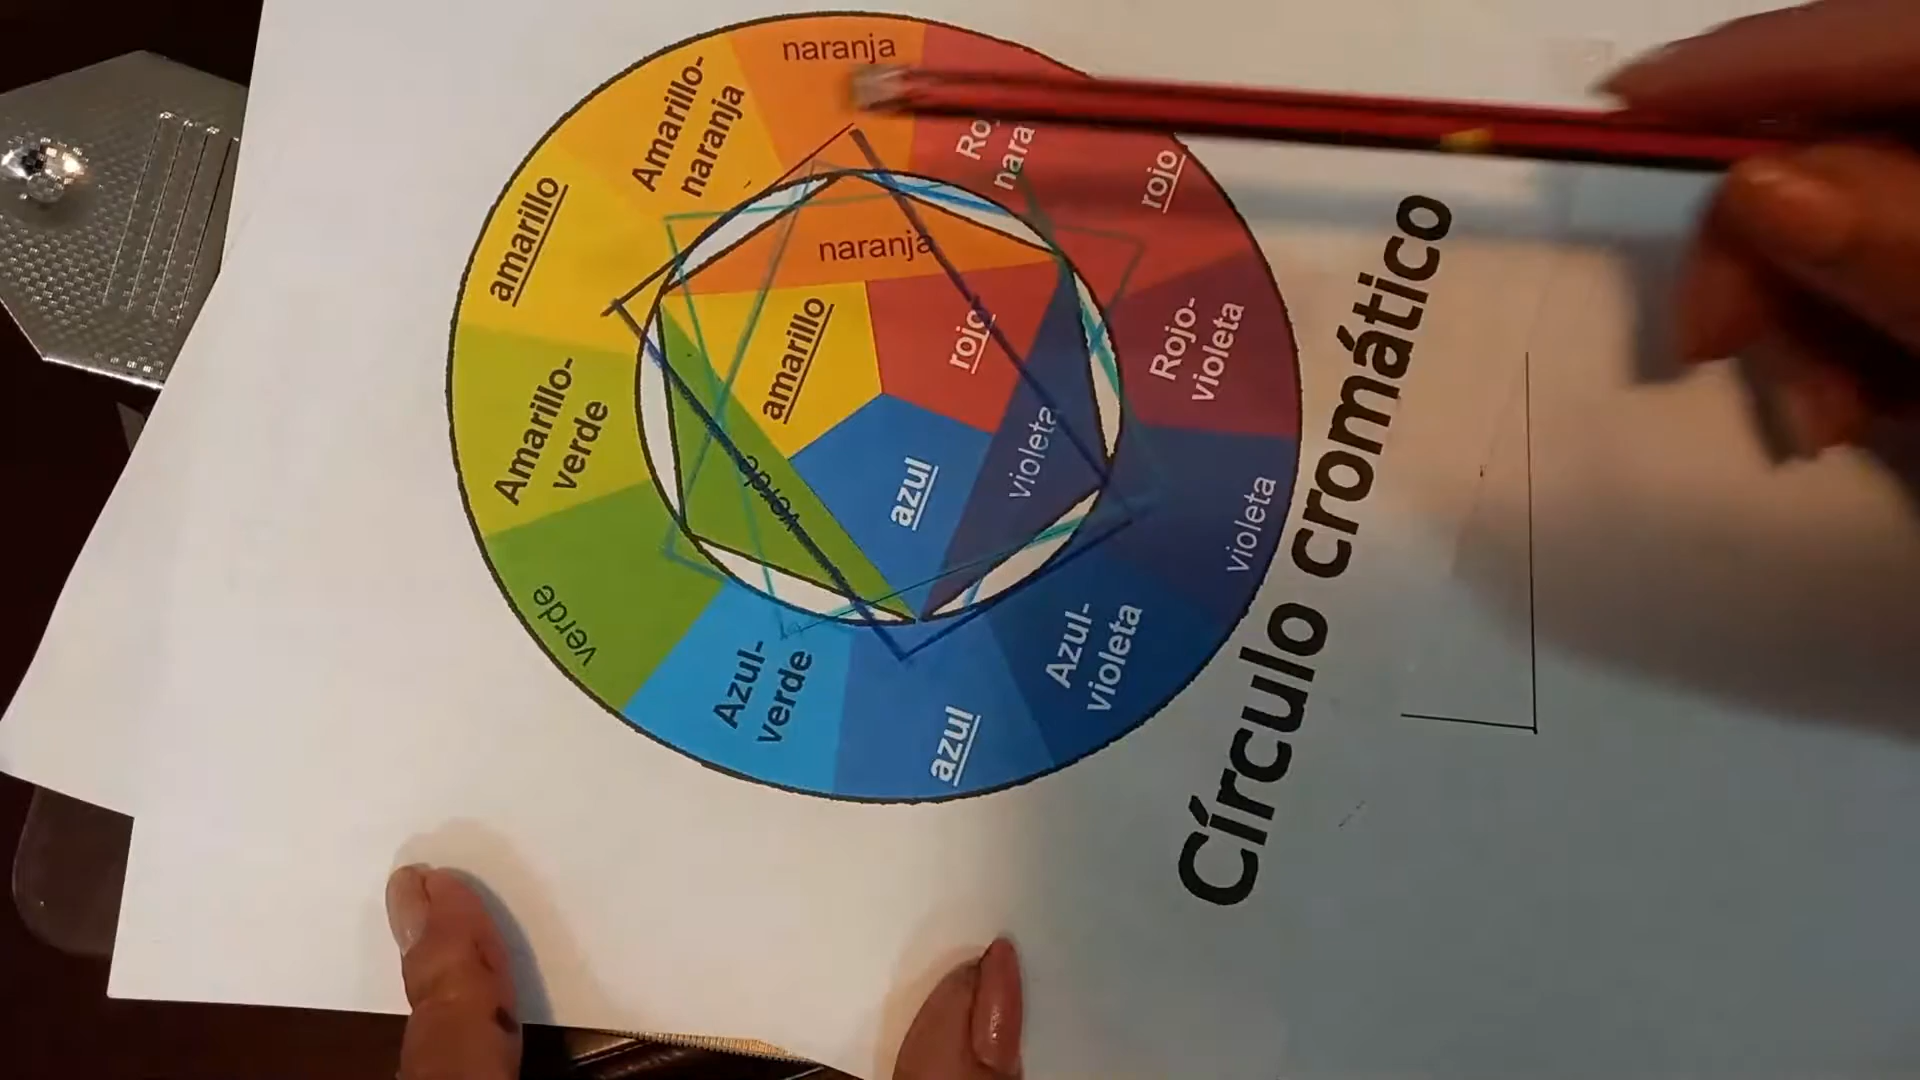 naranja
Amarillo-
naranja
amarillo
Amarillo-
verde
verde
Azul-
verde
azul
Azul-
violeta
violeta
Rojo-
violeta
rojo
Ro
nara
naranja
amarillo
rojo
azul
violeta
verde
Círculo cromático